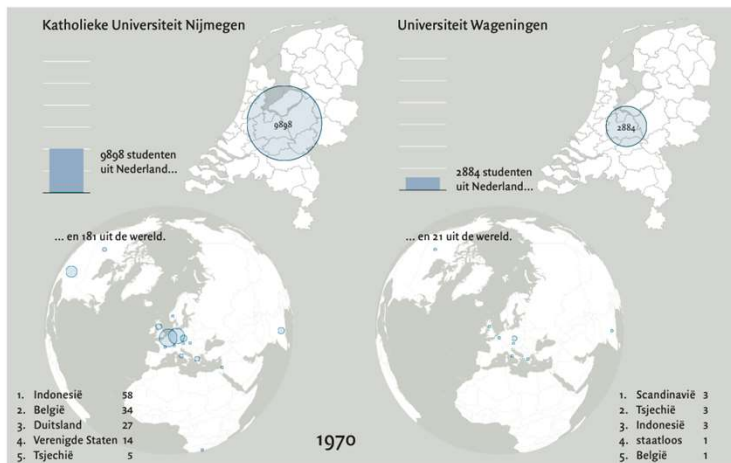 Katholieke Universiteit Nijmegen
9898
9898 studenten
uit Nederland...
... en 181 uit de wereld.
1. Indonesië 58
2. België 34
3. Duitsland 27
4. Verenigde Staten 14
5. Tsjechië 5
1970
Universiteit Wageningen
2884
2884 studenten
uit Nederland...
... en 21 uit de wereld.
1. Scandinavië 3
2. Tsjechië 3
3. Indonesië 3
4. staatloos 1
5. België 1